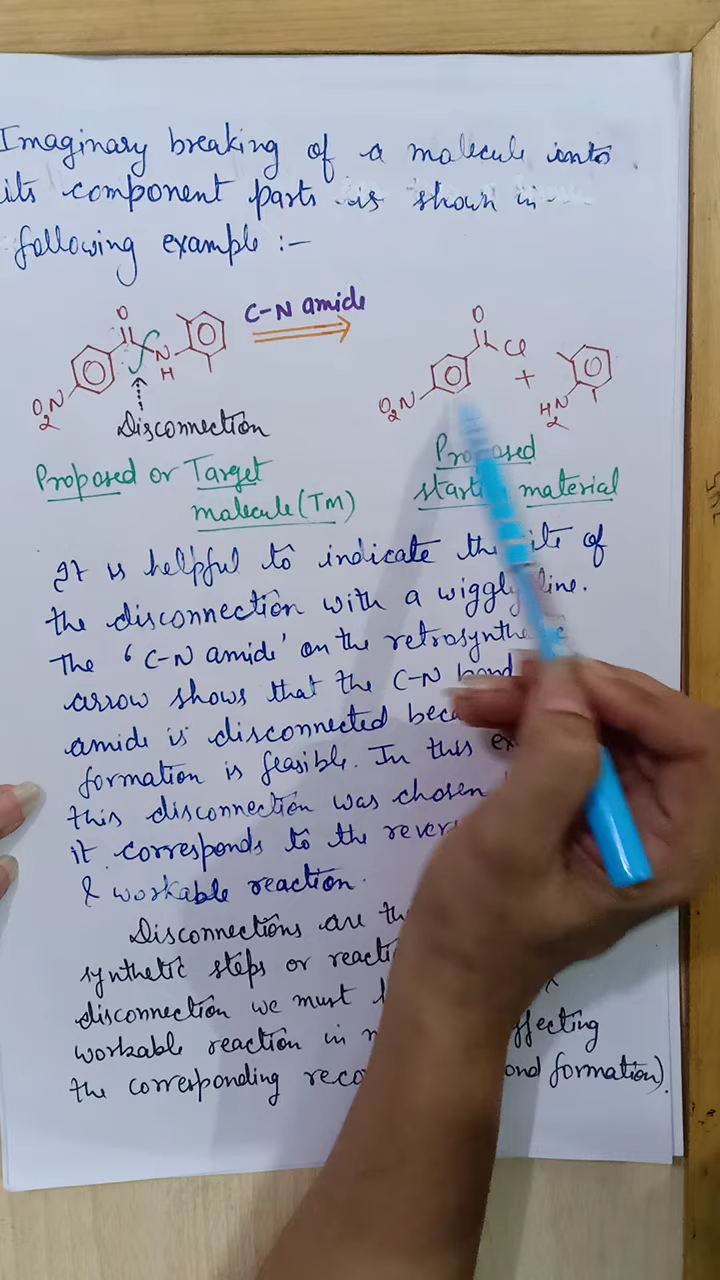 Imaginary breaking of a molecule into
its component parts is shown in
following example :-
C-N amide
O
O₂N
N
H
O
Cl
+
O₂N
H₂N
Disconnection
Proposed or Target
molecule (TM)
Proposed
material
It is helpful to indicate the of
the disconnection with a wiggly line.
The 'C-N amide' on the
arrow shows that the C-N bond
amide is disconnected
formation is feasible. In this
this disconnection was chosen
it corresponds to the
& workable reaction.
Disconnections are
synthetic steps or
disconnection we must
workable reaction in
the corresponding formation).